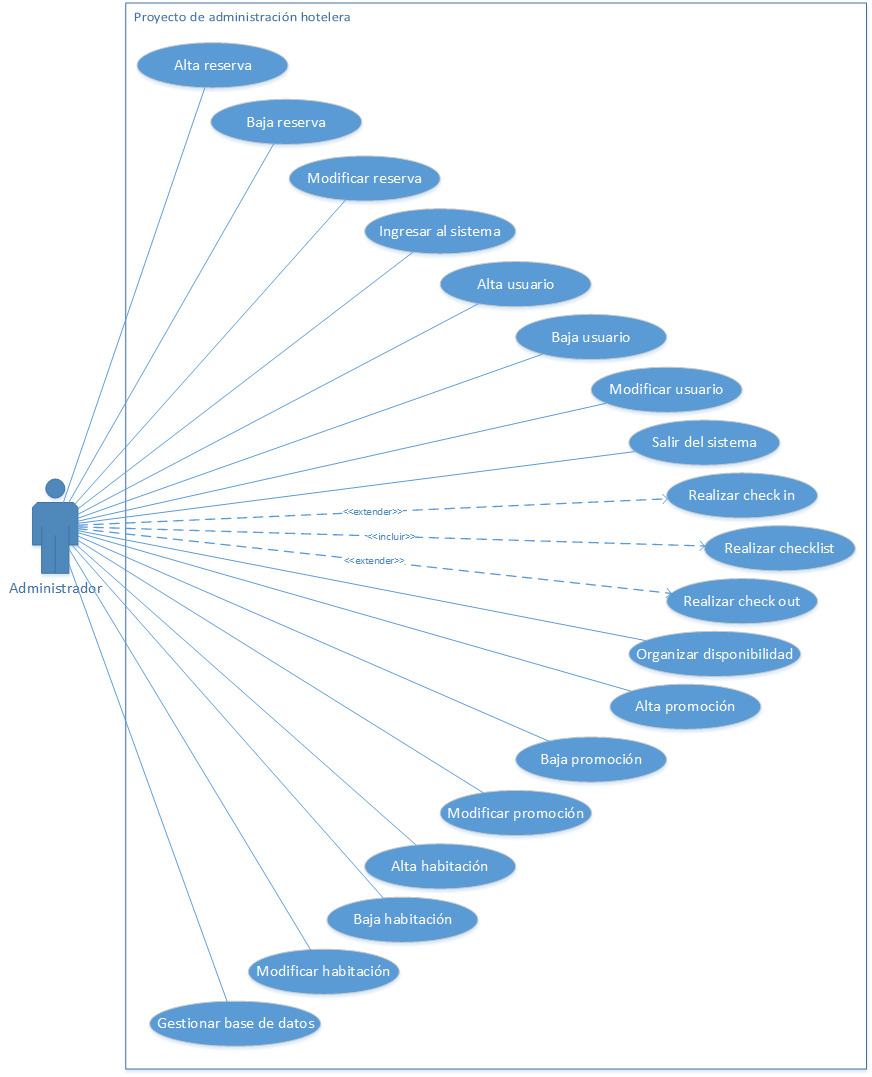 Proyecto de administración hotelera
Alta reserva
Baja reserva
Modificar reserva
Ingresar al sistema
Alta usuario
Baja usuario
Modificar usuario
Salir del sistema
Realizar check in
<<extender>>
<<incluir>>
Realizar checklist
<<extender>>
Administrador
Realizar check out
Organizar disponibilidad
Alta promoción
Baja promoción
Modificar promoción
Alta habitación
Baja habitación
Modificar habitación
Gestionar base de datos